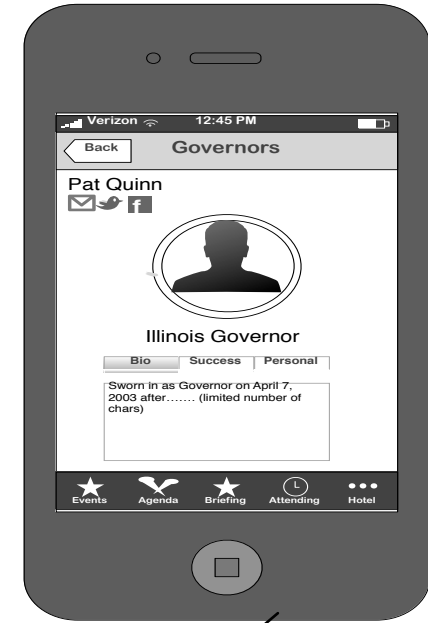 Verizon 12:45 PM
Back Governors
Pat Quinn
f
Illinois Governor
Bio Success Personal
Sworn in as Governor on April 7,
2003 after....... (limited number of
chars)
Events Agenda Briefing Attending Hotel